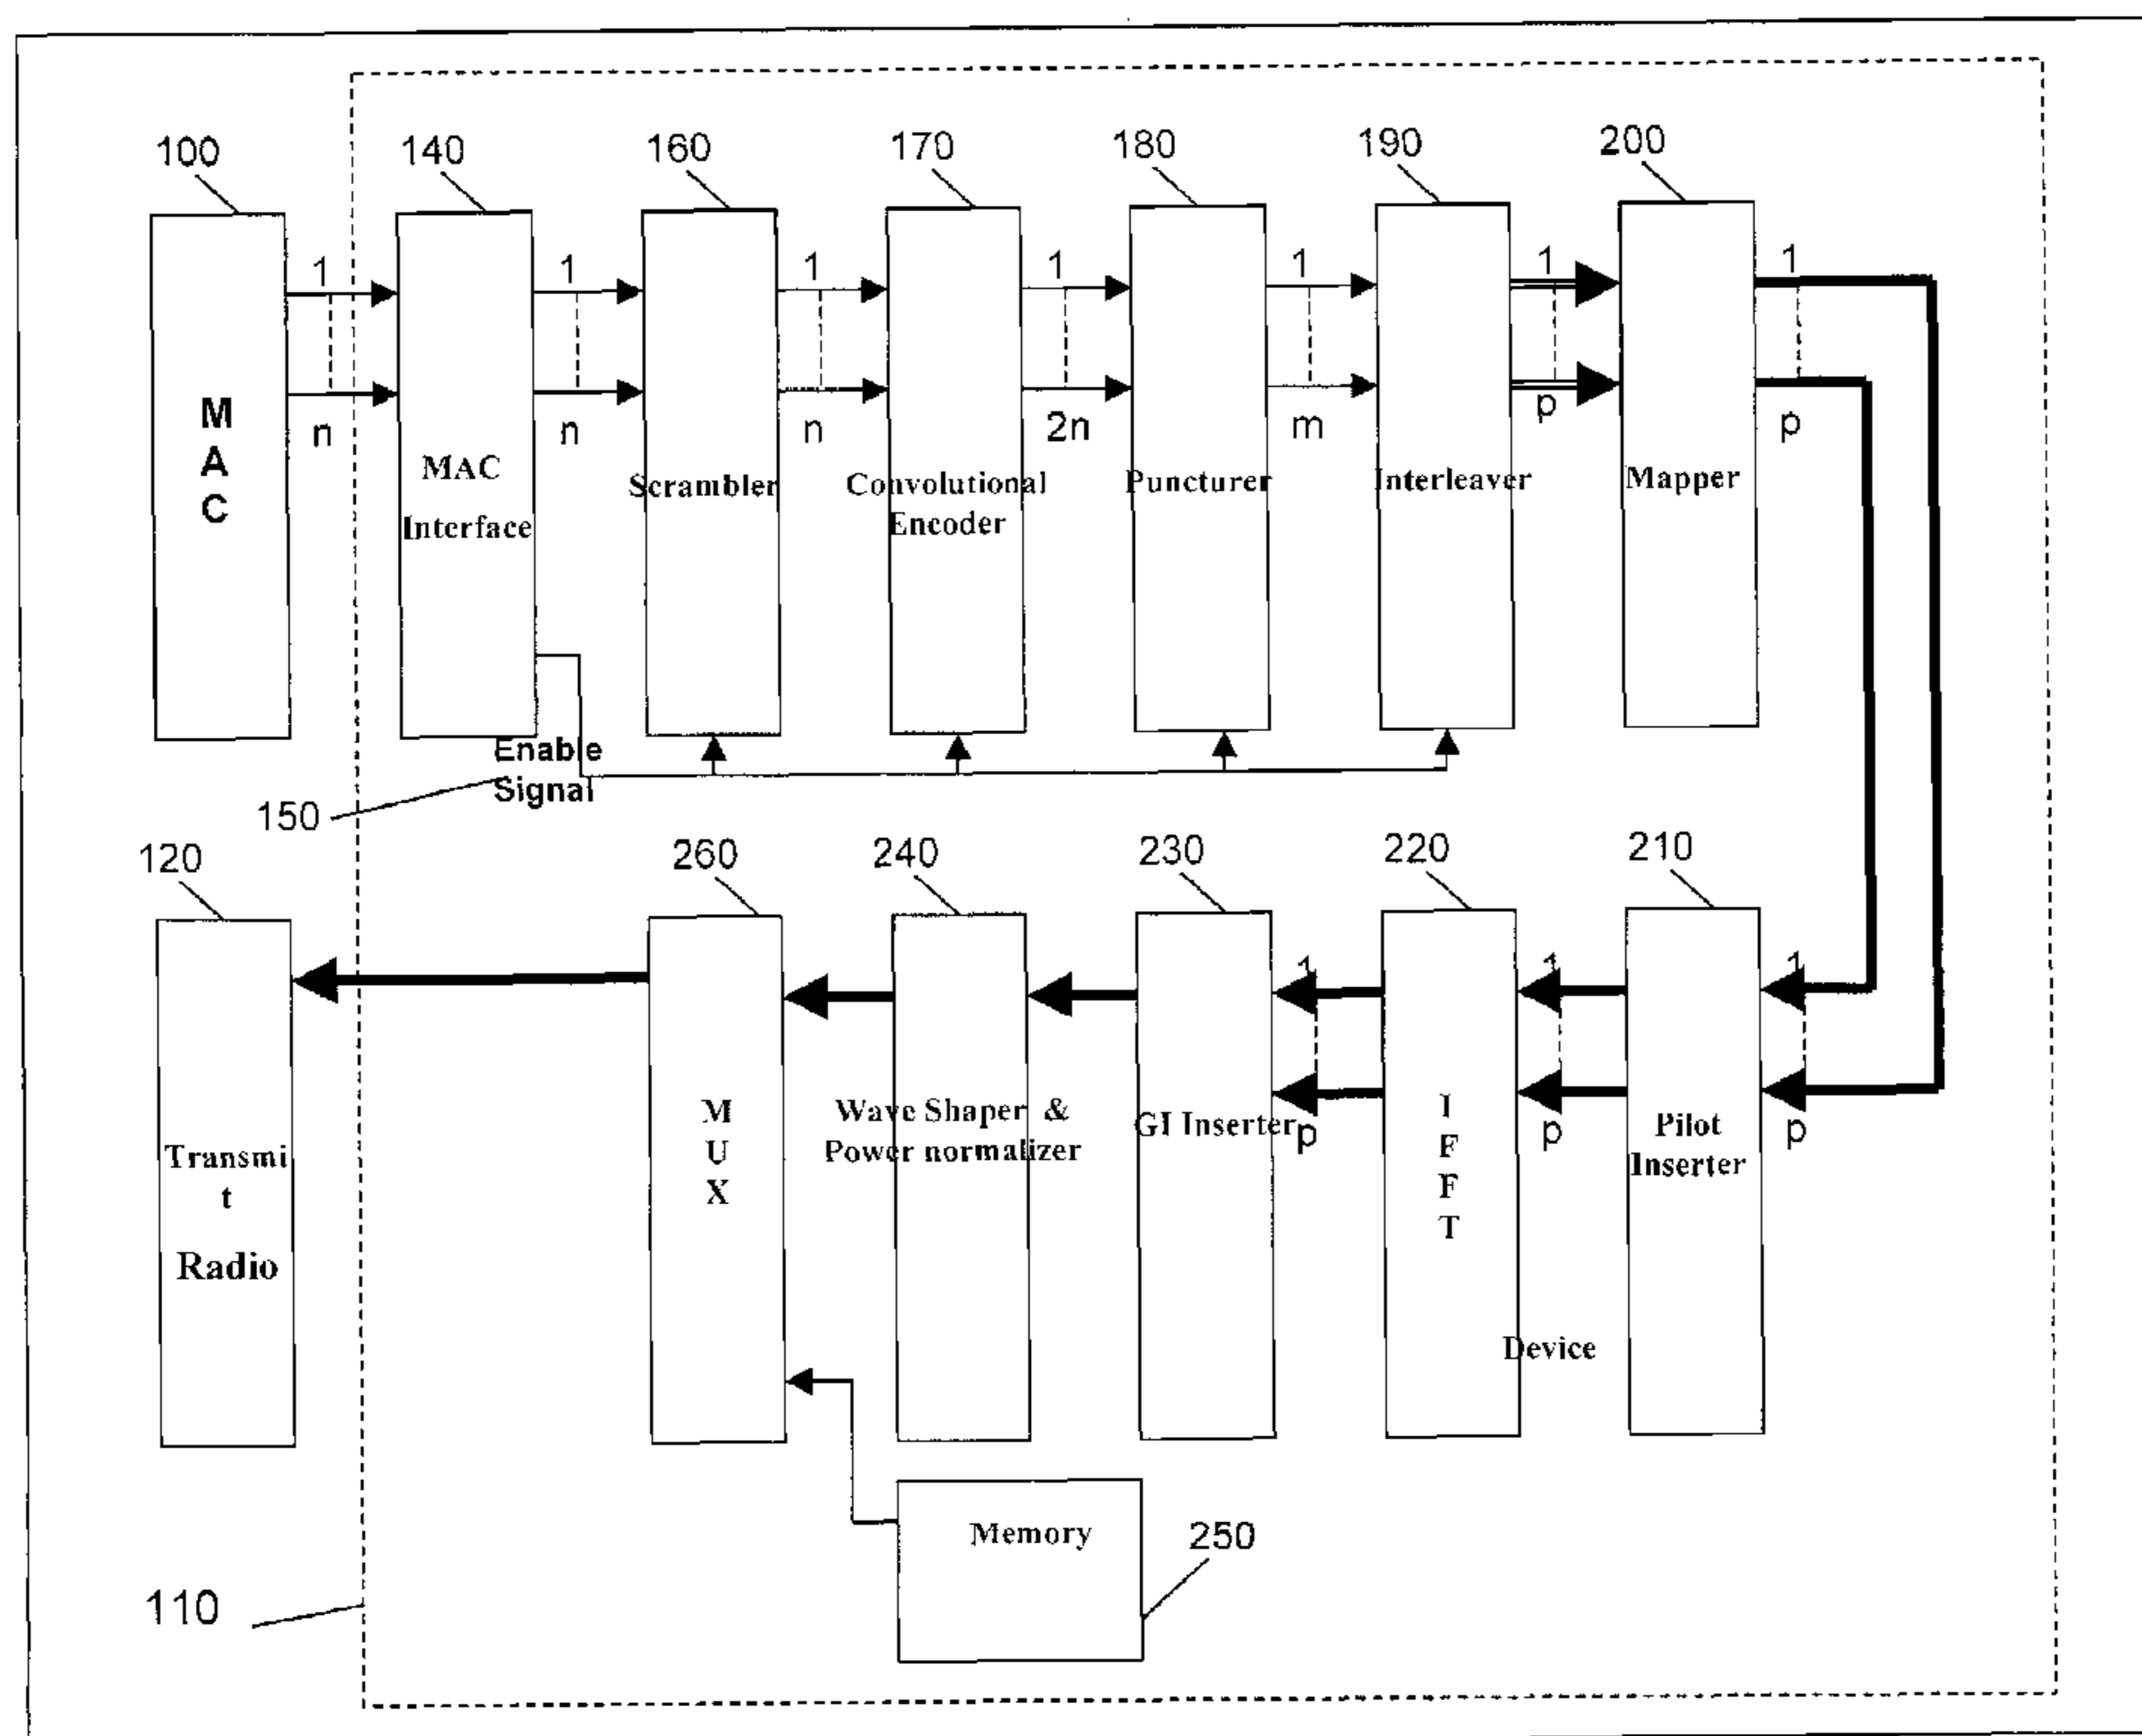 100
140
160
170
180
190
200
1
1
1
1
1
1
1
n
n
n
2n
m
p
p
M
A
C
MAC
Interface
Scrambler
Convolutional
Encoder
Puncturer
Interleaver
Mapper
Enable
Signal
150
120
260
240
230
220
210
1
1
1
p
p
p
Transmi
t
Radio
M
U
X
Wave Shaper &
Power normalizer
GI Inserter
I
F
F
T
Pilot
Inserter
Device
Memory
250
110